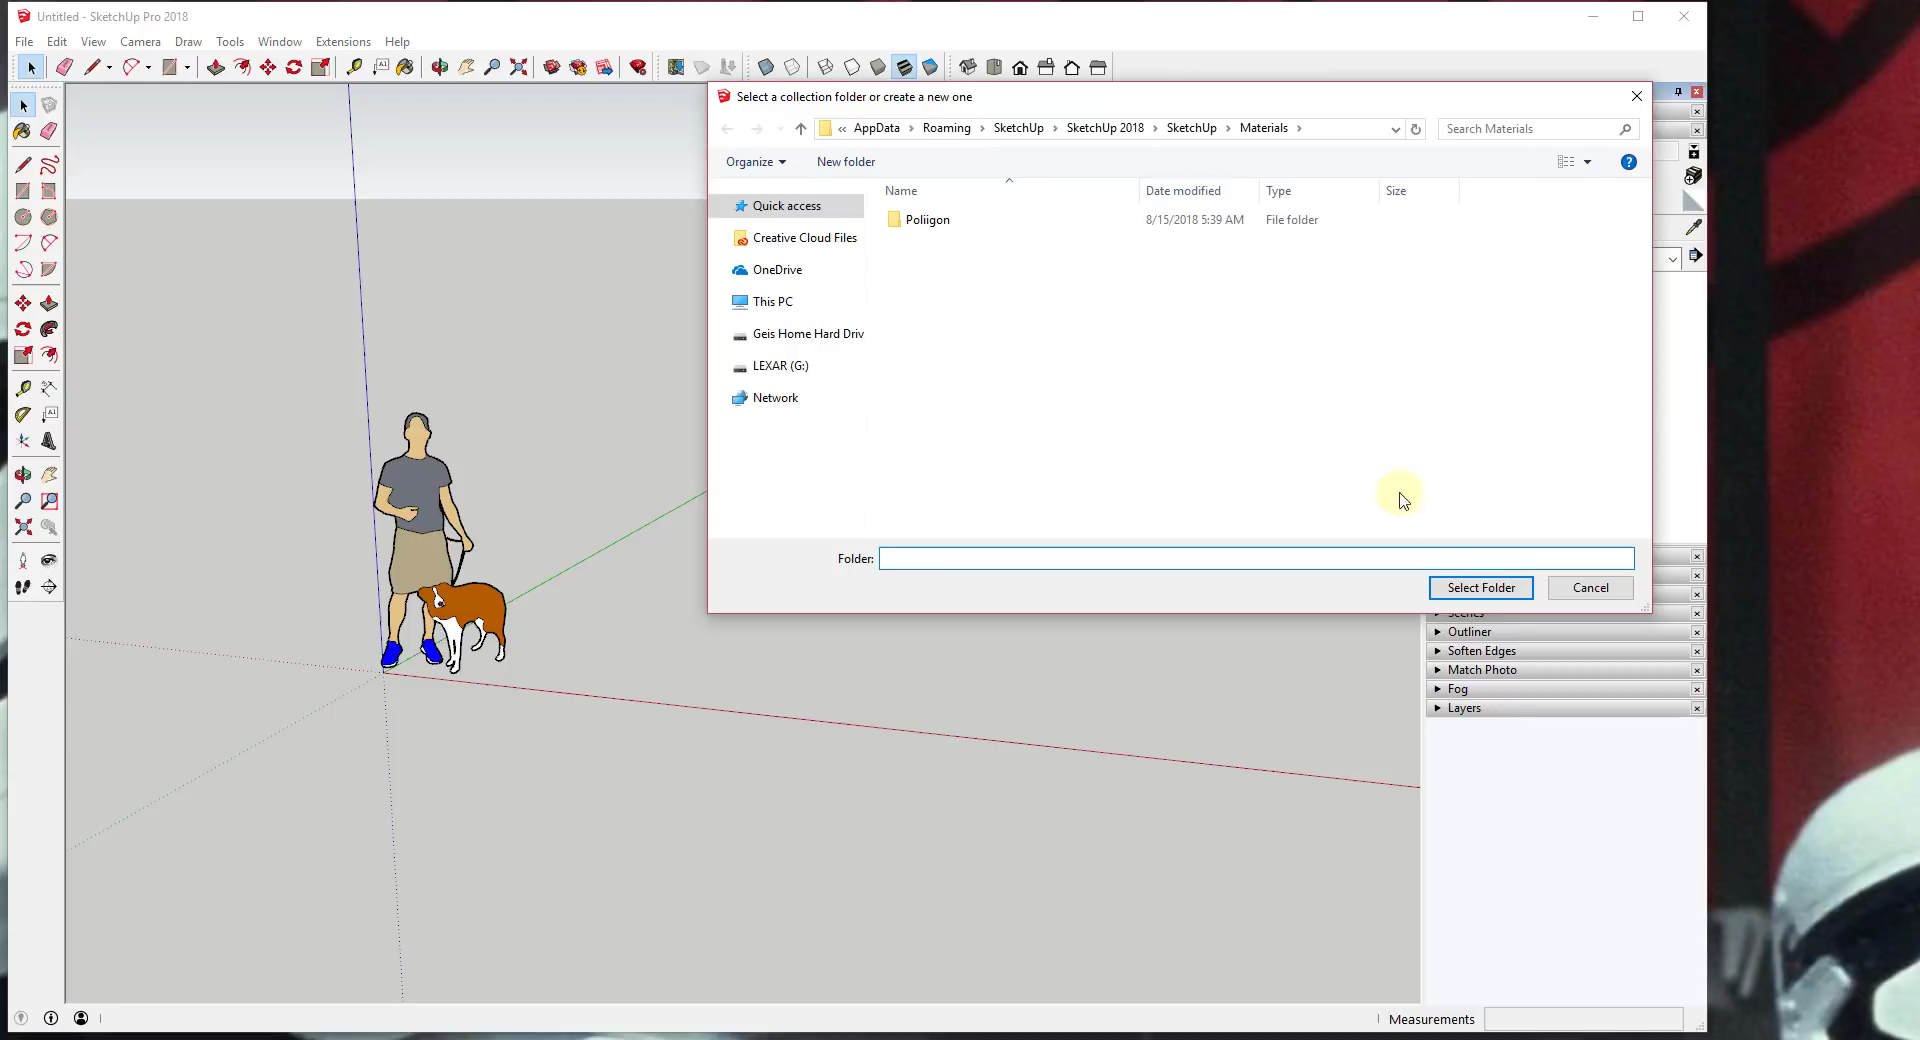 Untitled - SketchUp Pro 2018
File Edit View Camera Draw Tools Window Extensions Help
Select a collection folder or create a new one
« AppData > Roaming > SketchUp > SketchUp 2018 > SketchUp > Materials >
Search Materials
Organize
New folder
Name Date modified Type Size
Quick access
Creative Cloud Files
OneDrive
This PC
Geis Home Hard Driv
LEXAR (G:)
Network
Poliigon 8/15/2018 5:39 AM File folder
Folder:
Select Folder Cancel
Scenes
Outliner
Soften Edges
Match Photo
Fog
Layers
Measurements